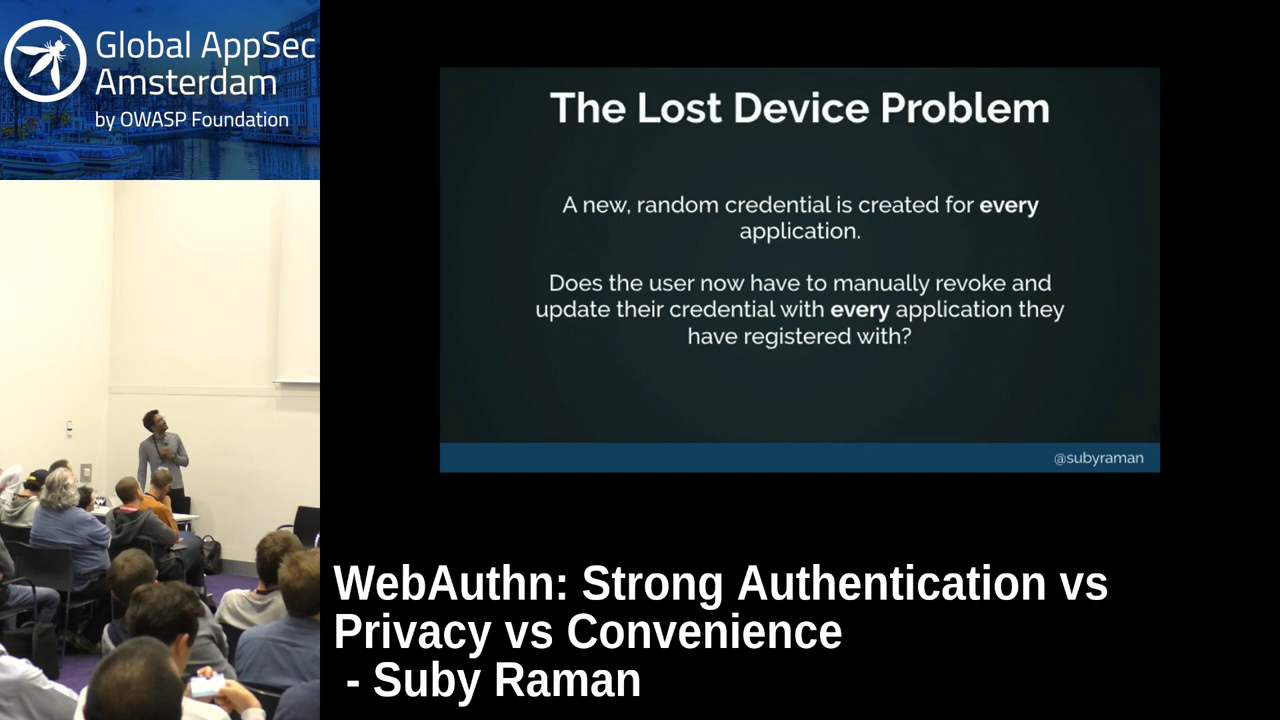 Global AppSec
Amsterdam
by OWASP Foundation
The Lost Device Problem
A new, random credential is created for every
application.
Does the user now have to manually revoke and
update their credential with every application they
have registered with?
@subyraman
WebAuthn: Strong Authentication vs
Privacy vs Convenience
- Suby Raman